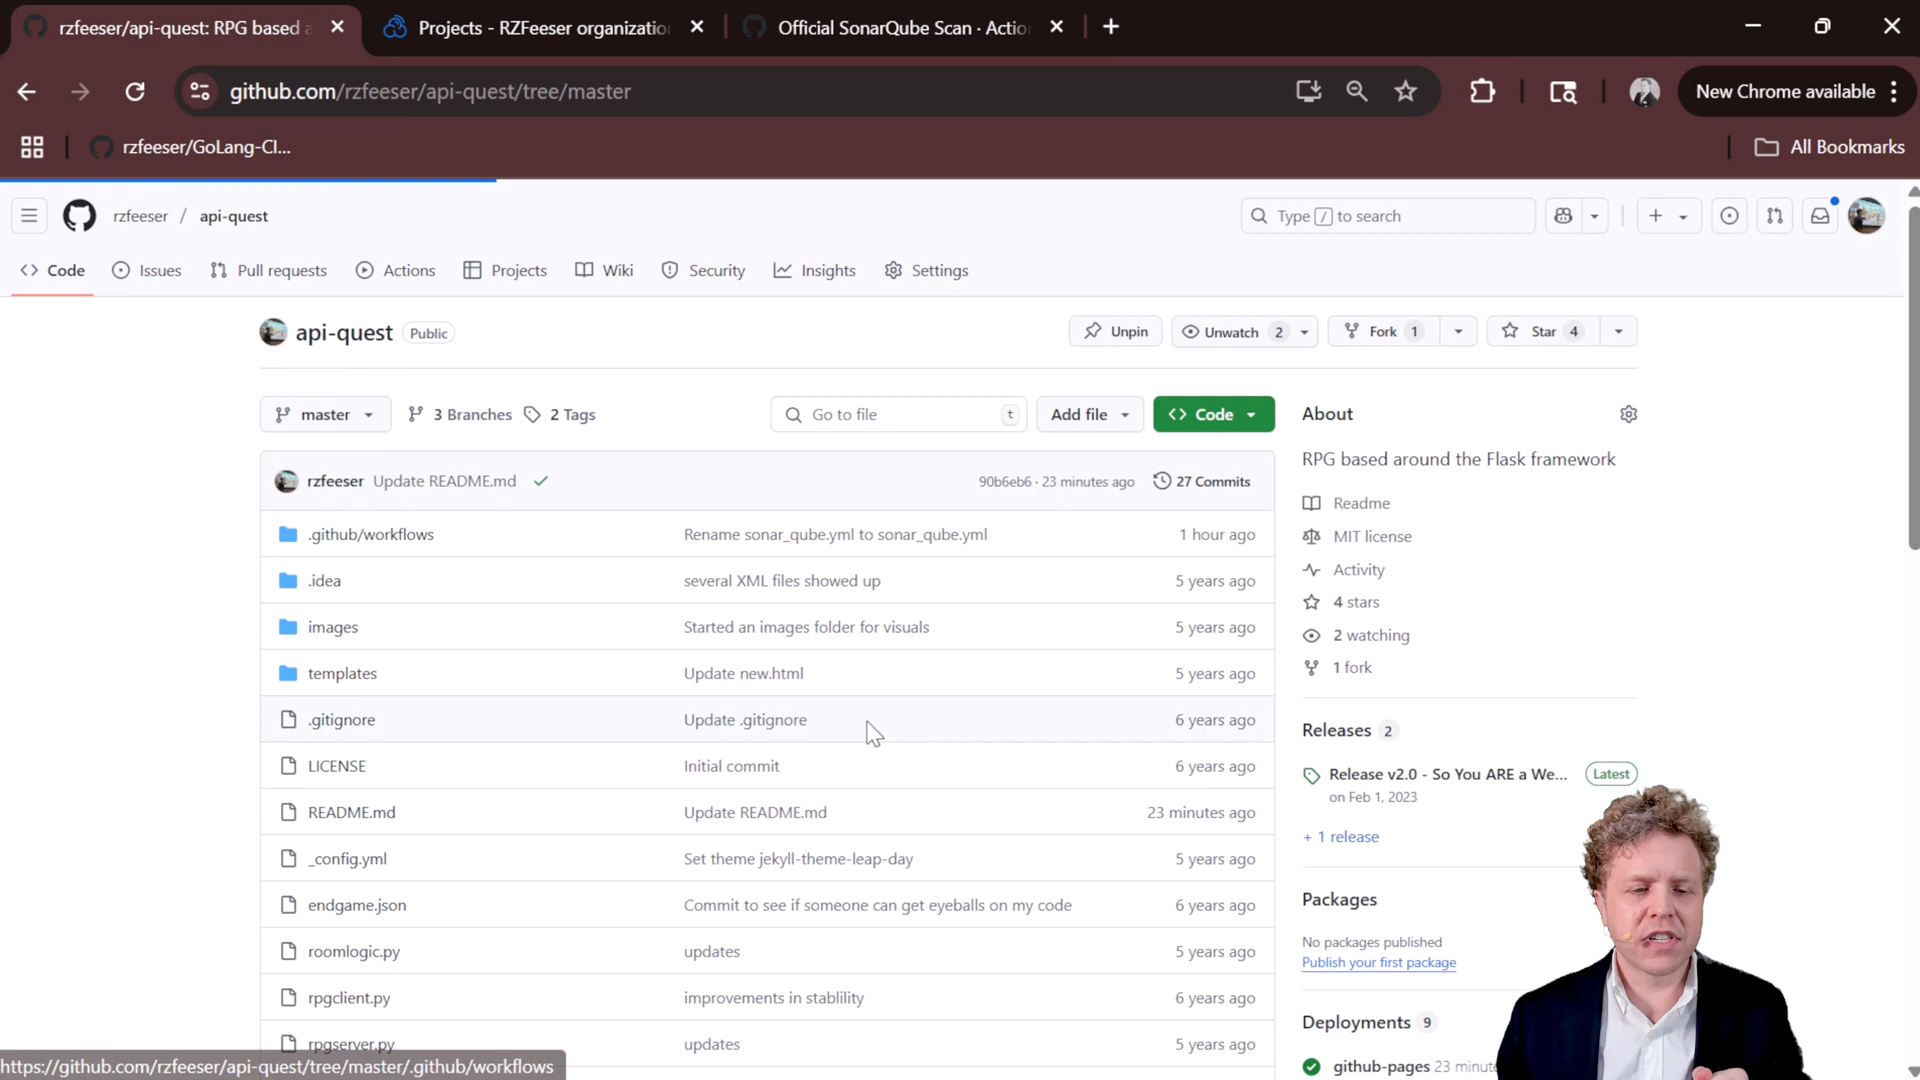 rzfeeser/api-quest: RPG based a
Projects - RZFeeser organizatio
Official SonarQube Scan · Actio
github.com/rzfeeser/api-quest/tree/master
New Chrome available
rzfeeser/GoLang-CI...
All Bookmarks
rzfeeser / api-quest
Type / to search
Code
Issues
Pull requests
Actions
Projects
Wiki
Security
Insights
Settings
api-quest Public
Unpin
Unwatch 2
Fork 1
Star 4
master
3 Branches
2 Tags
Go to file t
Add file
Code
About
RPG based around the Flask framework
rzfeeser Update README.md 90b6eb6 · 23 minutes ago 27 Commits
.github/workflows Rename sonar_qube.yml to sonar_qube.yml 1 hour ago
.idea several XML files showed up 5 years ago
images Started an images folder for visuals 5 years ago
templates Update new.html 5 years ago
.gitignore Update .gitignore 6 years ago
LICENSE Initial commit 6 years ago
README.md Update README.md 23 minutes ago
_config.yml Set theme jekyll-theme-leap-day 5 years ago
endgame.json Commit to see if someone can get eyeballs on my code 6 years ago
roomlogic.py updates 5 years ago
rpgclient.py improvements in stablility 6 years ago
rpgserver.py updates 5 years ago
Readme
MIT license
Activity
4 stars
2 watching
1 fork
Releases 2
Release v2.0 - So You ARE a We... Latest
on Feb 1, 2023
+ 1 release
Packages
No packages published
Publish your first package
Deployments 9
github-pages 23 minute
https://github.com/rzfeeser/api-quest/tree/master/.github/workflows